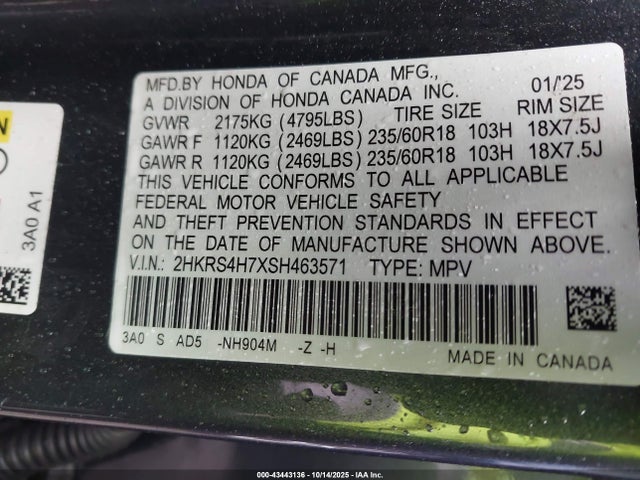 MFD.BY HONDA OF CANADA MFG.,
A DIVISION OF HONDA CANADA INC. 01/25
GVWR 2175KG (4795LBS) TIRE SIZE RIM SIZE
GAWR F 1120KG (2469LBS) 235/60R18 103H 18X7.5J
GAWR R 1120KG (2469LBS) 235/60R18 103H 18X7.5J
THIS VEHICLE CONFORMS TO ALL APPLICABLE
FEDERAL MOTOR VEHICLE SAFETY
AND THEFT PREVENTION STANDARDS IN EFFECT
ON THE DATE OF MANUFACTURE SHOWN ABOVE.
V.I.N.: 2HKRS4H7XSH463571 TYPE: MPV
3A0 S AD5 -NH904M -Z -H
MADE IN CANADA
3A0 A1
000-43443136 | 10/14/2025 | IAA Inc.